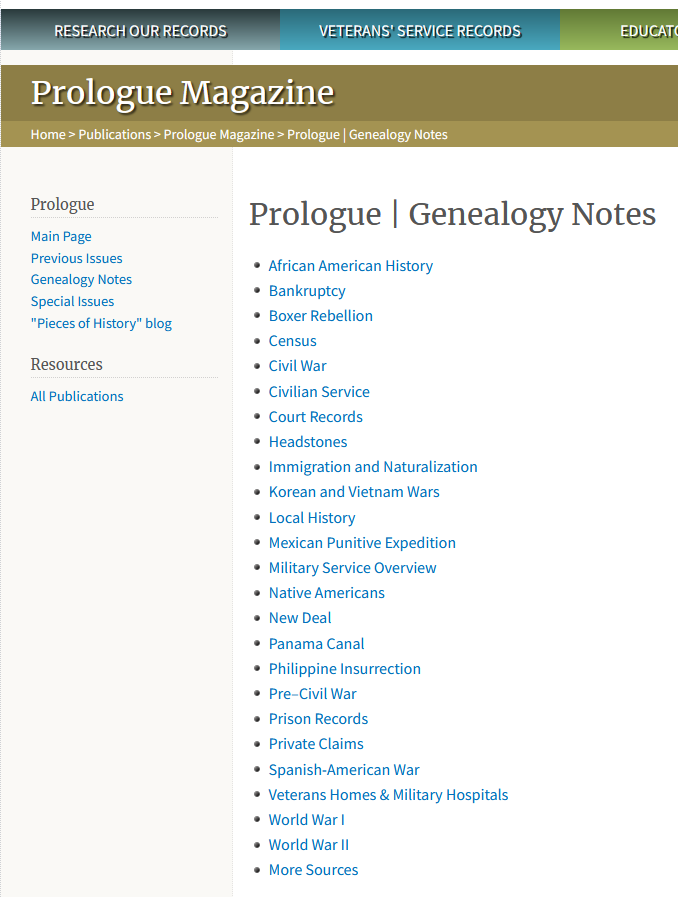 RESEARCH OUR RECORDS VETERANS' SERVICE RECORDS
Prologue Magazine
Home > Publications > Prologue Magazine > Prologue | Genealogy Notes
Prologue
Main Page
Previous Issues
Genealogy Notes
Special Issues
"Pieces of History" blog
Resources
All Publications
Prologue | Genealogy Notes
African American History
Bankruptcy
Boxer Rebellion
Census
Civil War
Civilian Service
Court Records
Headstones
Immigration and Naturalization
Korean and Vietnam Wars
Local History
Mexican Punitive Expedition
Military Service Overview
Native Americans
New Deal
Panama Canal
Philippine Insurrection
Pre–Civil War
Prison Records
Private Claims
Spanish-American War
Veterans Homes & Military Hospitals
World War I
World War II
More Sources